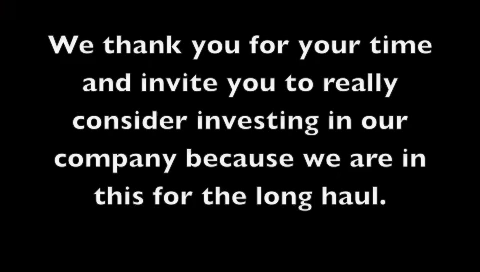 We thank you for your time
and invite you to really
consider investing in our
company because we are in
this for the long haul.